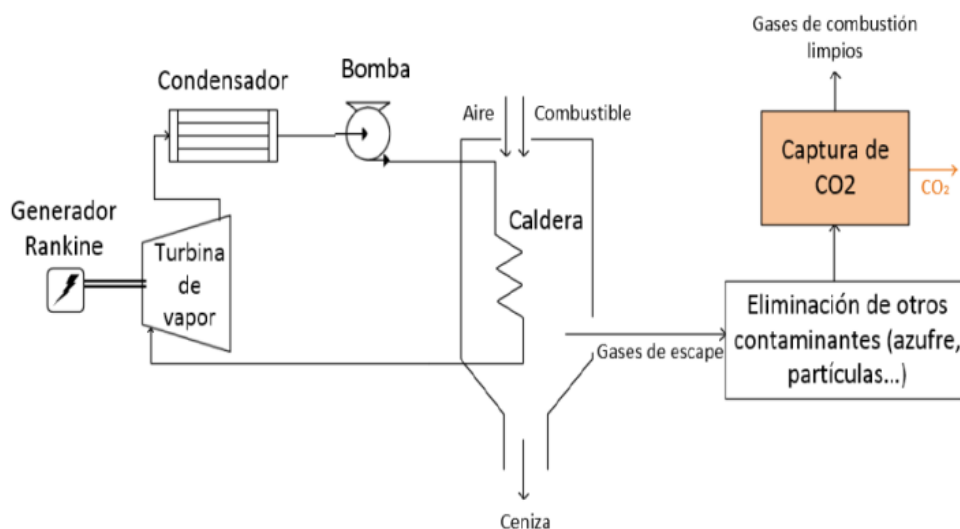 Gases de combustión
limpios
Condensador
Bomba
Aire
Combustible
Captura de
CO2
CO₂
Generador
Rankine
Turbina
de
vapor
Caldera
Gases de escape
Eliminación de otros
contaminantes (azufre,
partículas...)
Ceniza